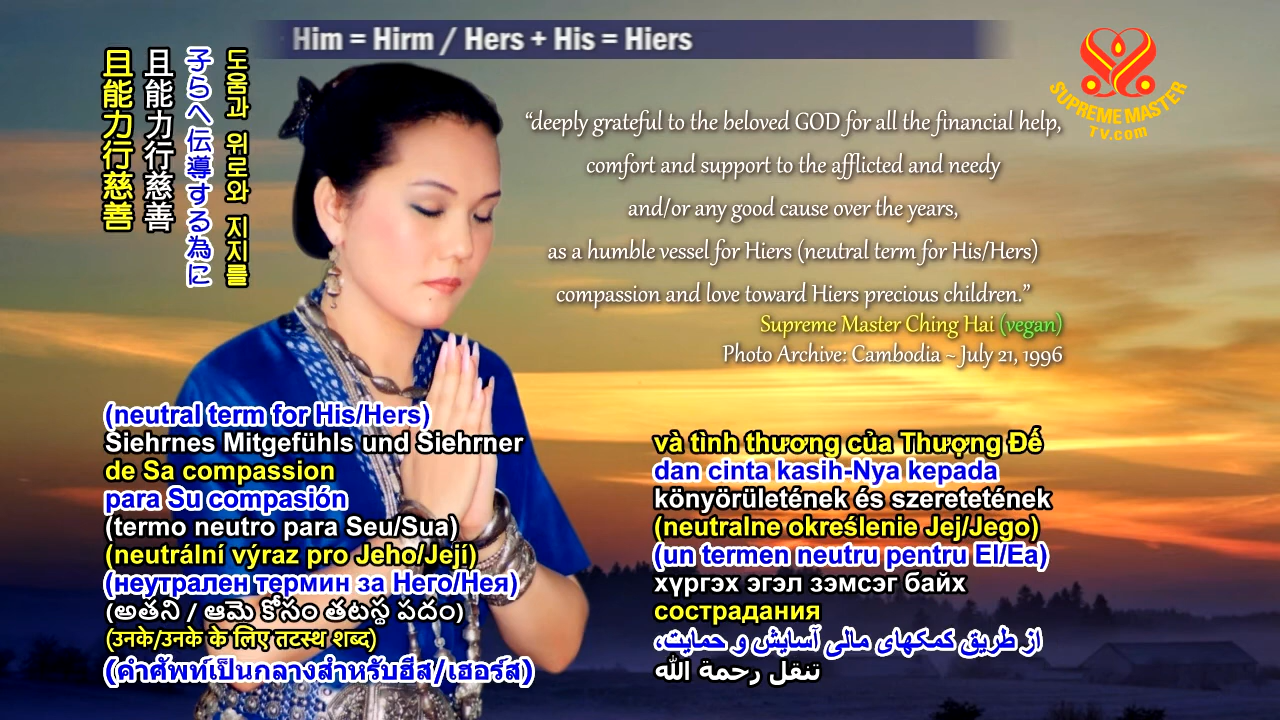 Him = Hirm / Hers + His = Hiers
且能力行慈善
且能力行慈善
子らへ伝導する為に
도움과 위로와 지지를
SUPREME MASTER
TV.com
“deeply grateful to the beloved GOD for all the financial help,
comfort and support to the afflicted and needy
and/or any good cause over the years,
as a humble vessel for Hiers (neutral term for His/Hers)
compassion and love toward Hiers precious children.”
Supreme Master Ching Hai (vegan)
Photo Archive: Cambodia ~ July 21, 1996
(neutral term for His/Hers)
Siehrnes Mitgefühls und Siehrner
de Sa compassion
para Su compasión
(termo neutro para Seu/Sua)
(neutrální výraz pro Jeho/Její)
(неутрален термин за Него/Нея)
(అతని / ఆమె కోసం తటస్థ పదం)
(उनके/उनके के लिए तटस्थ शब्द)
(คำศัพท์เป็นกลางสำหรับฮีส/เฮอร์ส)
và tình thương của Thượng Đế
dan cinta kasih-Nya kepada
könyörületének és szeretetének
(neutralne określenie Jej/Jego)
(un termen neutru pentru El/Ea)
хүргэх эгэл зэмсэг байх
сострадания
از طریق کمکهای مالی آسایش و حمایت،
تنقل رحمة الله